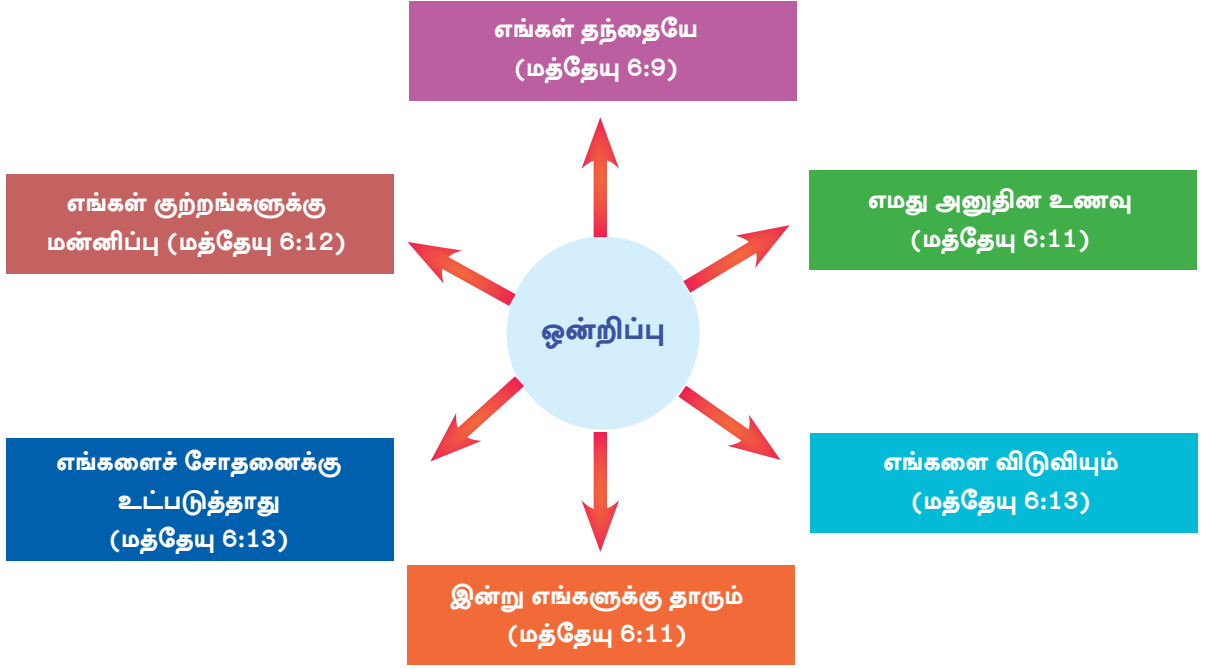 எங்கள் தந்தையே
(மத்தேயு 6:9)
எங்கள் குற்றங்களுக்கு
மன்னிப்பு (மத்தேயு 6:12)
எமது அனுதின உணவு
(மத்தேயு 6:11)
ஒன்றிப்பு
எங்களைச் சோதனைக்கு
உட்படுத்தாது
(மத்தேயு 6:13)
எங்களை விடுவியும்
(மத்தேயு 6:13)
இன்று எங்களுக்கு தாரும்
(மத்தேயு 6:11)